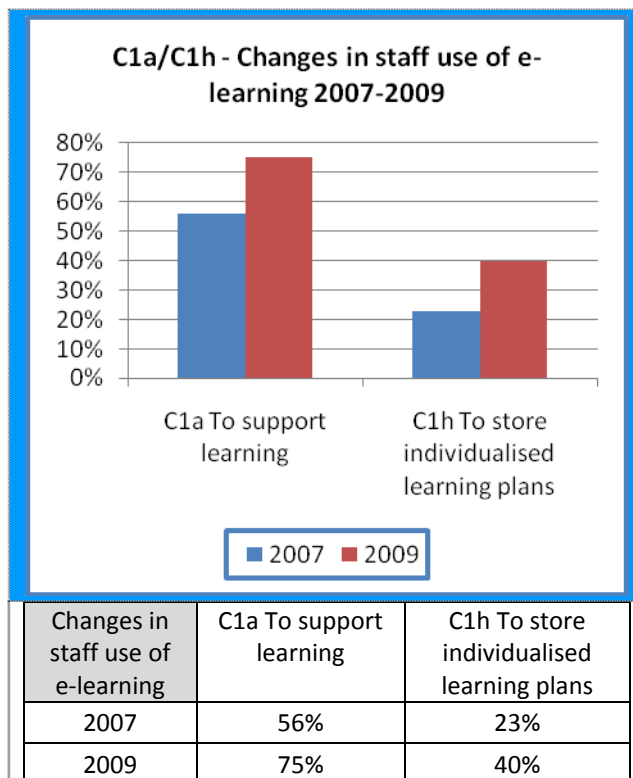 C1a/C1h - Changes in staff use of e-
learning 2007-2009
80%
70%
60%
50%
40%
30%
20%
10%
0%
C1a To support
learning
C1h To store
individualised
learning plans
2007 2009
Changes in
staff use of
e-learning
C1a To support
learning
C1h To store
individualised
learning plans
2007 56% 23%
2009 75% 40%